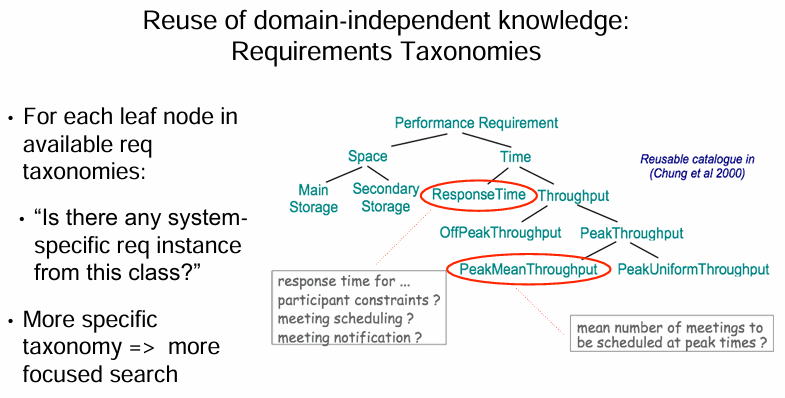 Reuse of domain-independent knowledge:
Requirements Taxonomies
• For each leaf node in
available req
taxonomies:
• “Is there any system-
specific req instance
from this class?”
• More specific
taxonomy => more
focused search
Performance Requirement
Space
Time
Main
Storage
Secondary
Storage
ResponseTime
Throughput
OffPeakThroughput
PeakThroughput
PeakMeanThroughput
PeakUniformThroughput
Reusable catalogue in
(Chung et al 2000)
response time for ...
participant constraints ?
meeting scheduling ?
meeting notification ?
mean number of meetings to
be scheduled at peak times ?